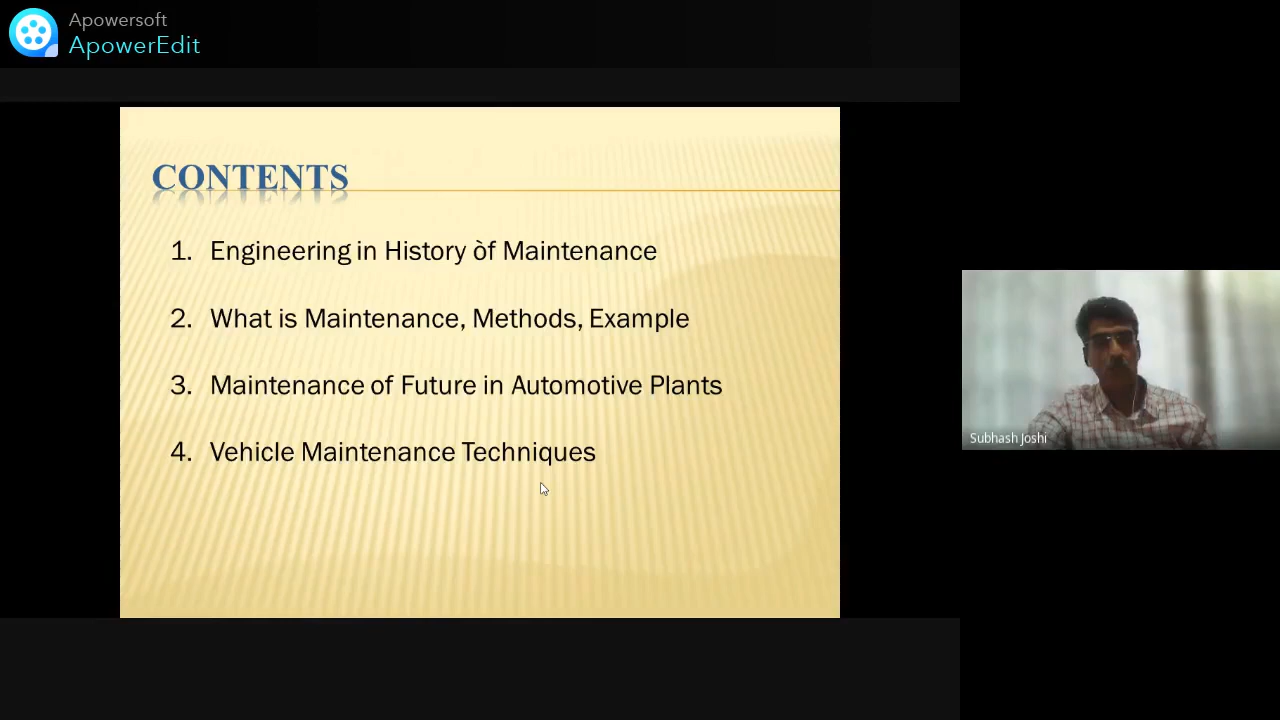 Apowersoft
ApowerEdit
CONTENTS
1. Engineering in History òf Maintenance
2. What is Maintenance, Methods, Example
3. Maintenance of Future in Automotive Plants
4. Vehicle Maintenance Techniques
Subhash Joshi